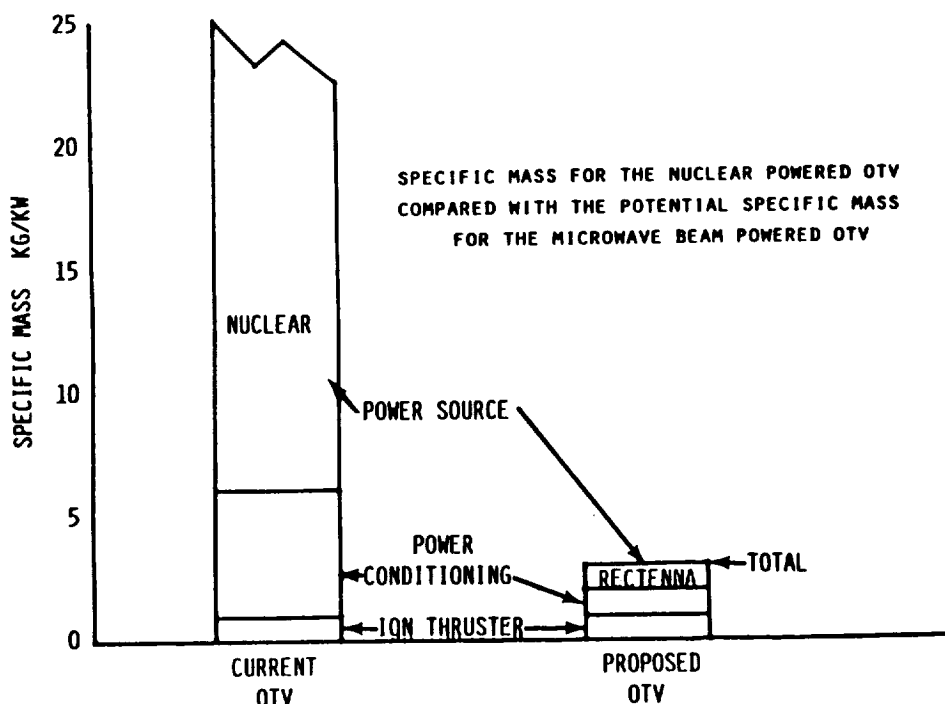 25
20
15
10
5
0
SPECIFIC MASS KG/KW
SPECIFIC MASS FOR THE NUCLEAR POWERED OTV
COMPARED WITH THE POTENTIAL SPECIFIC MASS
FOR THE MICROWAVE BEAM POWERED OTV
NUCLEAR
POWER SOURCE
POWER
CONDITIONING
ION THRUSTER
RECTENNA
TOTAL
CURRENT
OTV
PROPOSED
OTV